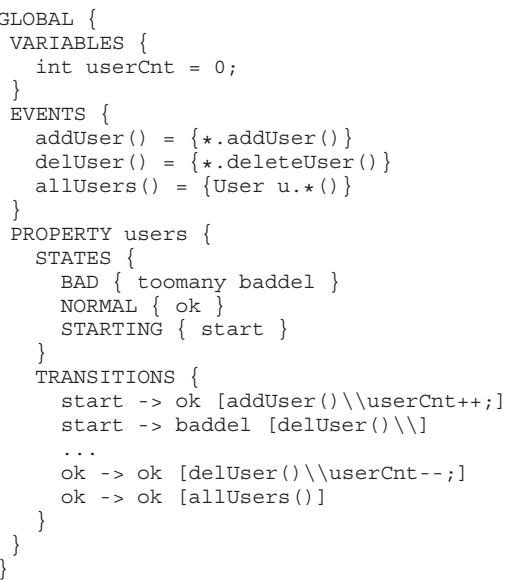 GLOBAL {
 VARIABLES {
   int userCnt = 0;
 }
 EVENTS {
   addUser() = {*.addUser()}
   delUser() = {*.deleteUser()}
   allUsers() = {User u.*()}
 }
 PROPERTY users {
   STATES {
     BAD { toomany baddel }
     NORMAL { ok }
     STARTING { start }
   }
   TRANSITIONS {
     start -> ok [addUser()\\userCnt++;]
     start -> baddel [delUser()\\]
     ...
     ok -> ok [delUser()\\userCnt--;]
     ok -> ok [allUsers()]
   }
 }
}